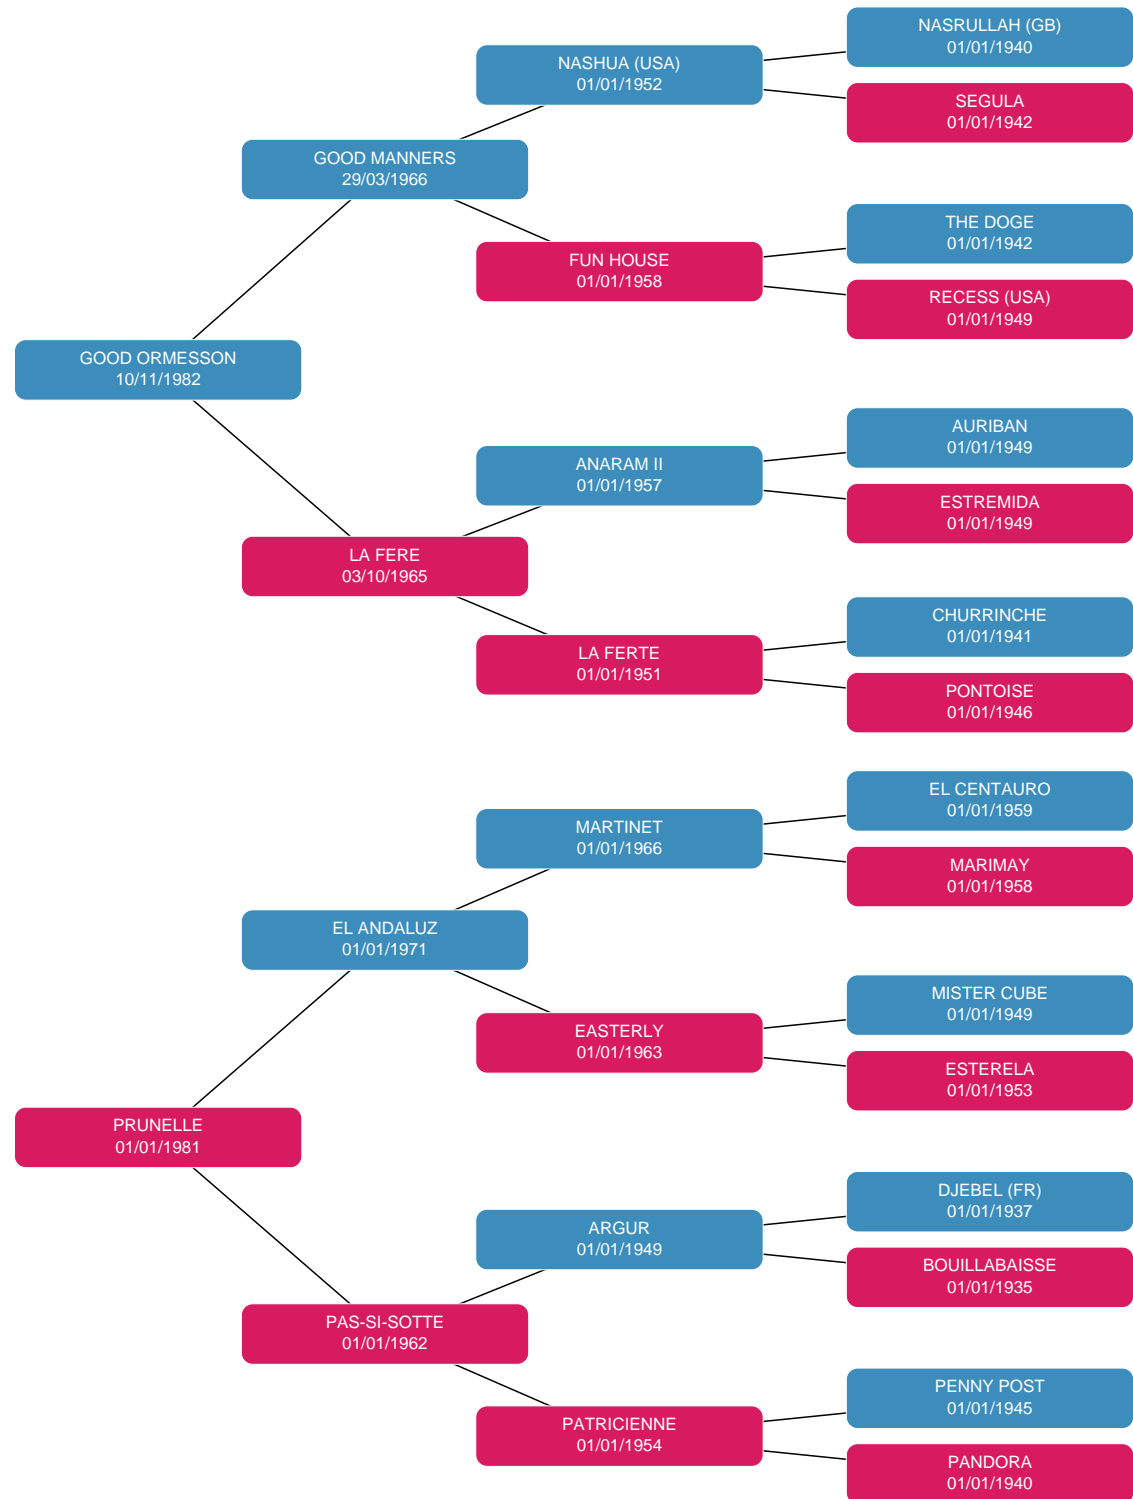 NASRULLAH (GB)
01/01/1940
NASHUA (USA)
01/01/1952
SEGULA
01/01/1942
GOOD MANNERS
29/03/1966
THE DOGE
01/01/1942
FUN HOUSE
01/01/1958
RECESS (USA)
01/01/1949
GOOD ORMESSON
10/11/1982
AURIBAN
01/01/1949
ANARAM II
01/01/1957
ESTREMIDA
01/01/1949
LA FERE
03/10/1965
CHURRINCHE
01/01/1941
LA FERTE
01/01/1951
PONTOISE
01/01/1946
EL CENTAURO
01/01/1959
MARTINET
01/01/1966
MARIMAY
01/01/1958
EL ANDALUZ
01/01/1971
MISTER CUBE
01/01/1949
EASTERLY
01/01/1963
ESTERELA
01/01/1953
PRUNELLE
01/01/1981
DJEBEL (FR)
01/01/1937
ARGUR
01/01/1949
BOUILLABAISSE
01/01/1935
PAS-SI-SOTTE
01/01/1962
PENNY POST
01/01/1945
PATRICIENNE
01/01/1954
PANDORA
01/01/1940